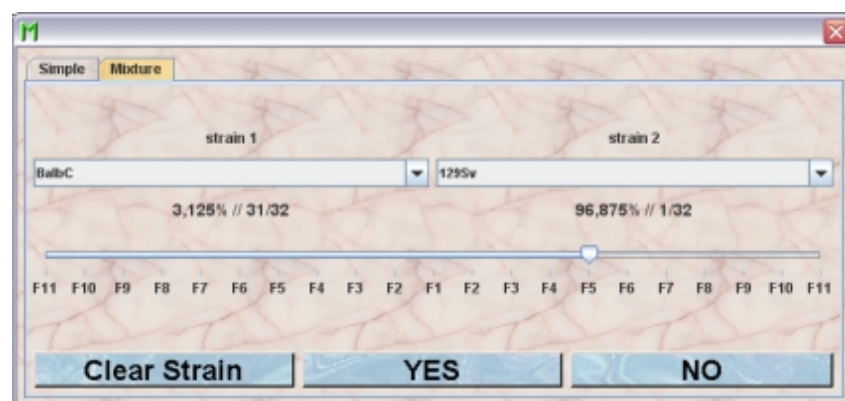 M
Simple Mixture
strain 1 strain 2
BalbC 129Sv
3,125% // 31/32 96,875% // 1/32
F11 F10 F9 F8 F7 F6 F5 F4 F3 F2 F1 F2 F3 F4 F5 F6 F7 F8 F9 F10 F11
Clear Strain YES NO